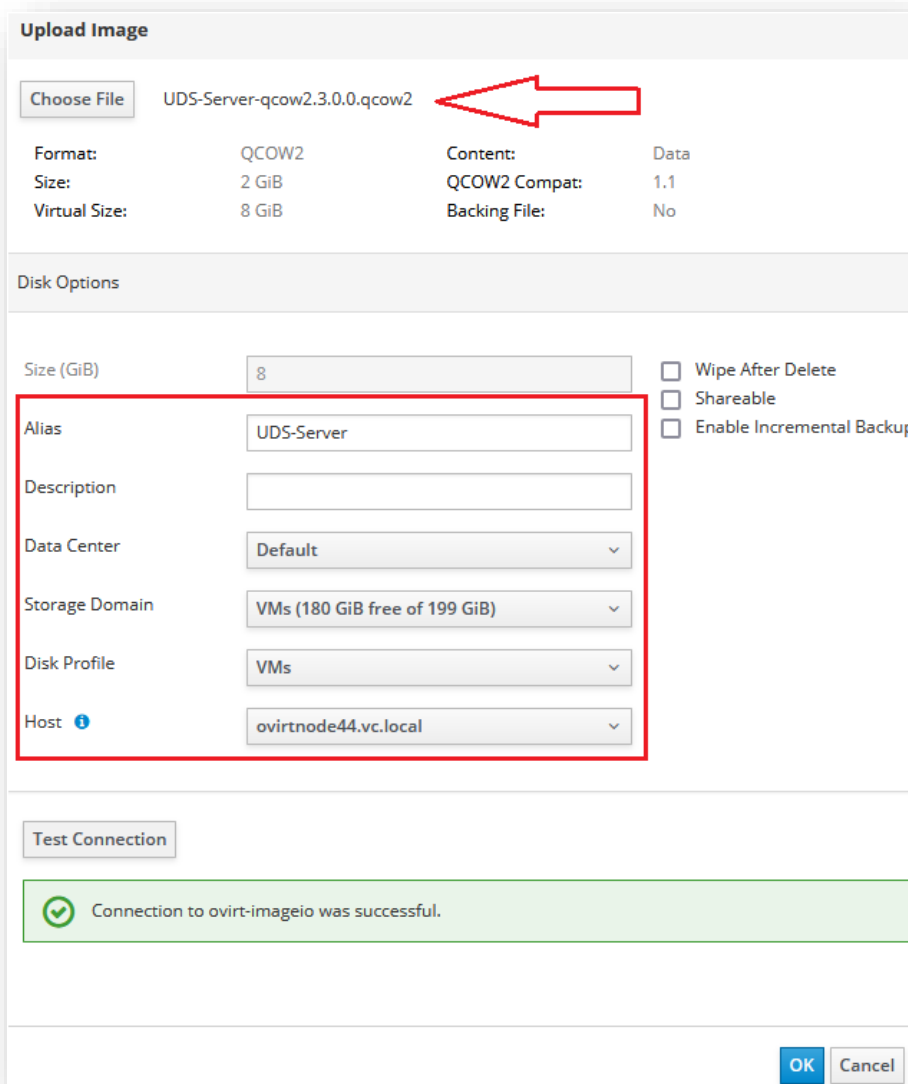 Upload Image
Choose File UDS-Server-qcow2.3.0.0.qcow2
Format: QCOW2 Content: Data
Size: 2 GiB QCOW2 Compat: 1.1
Virtual Size: 8 GiB Backing File: No
Disk Options
Size (GiB) 8 Wipe After Delete
Shareable
Alias UDS-Server Enable Incremental Backup
Description
Data Center Default
Storage Domain VMs (180 GiB free of 199 GiB)
Disk Profile VMs
Host ovirtnode44.vc.local
Test Connection
Connection to ovirt-imageio was successful.
OK Cancel